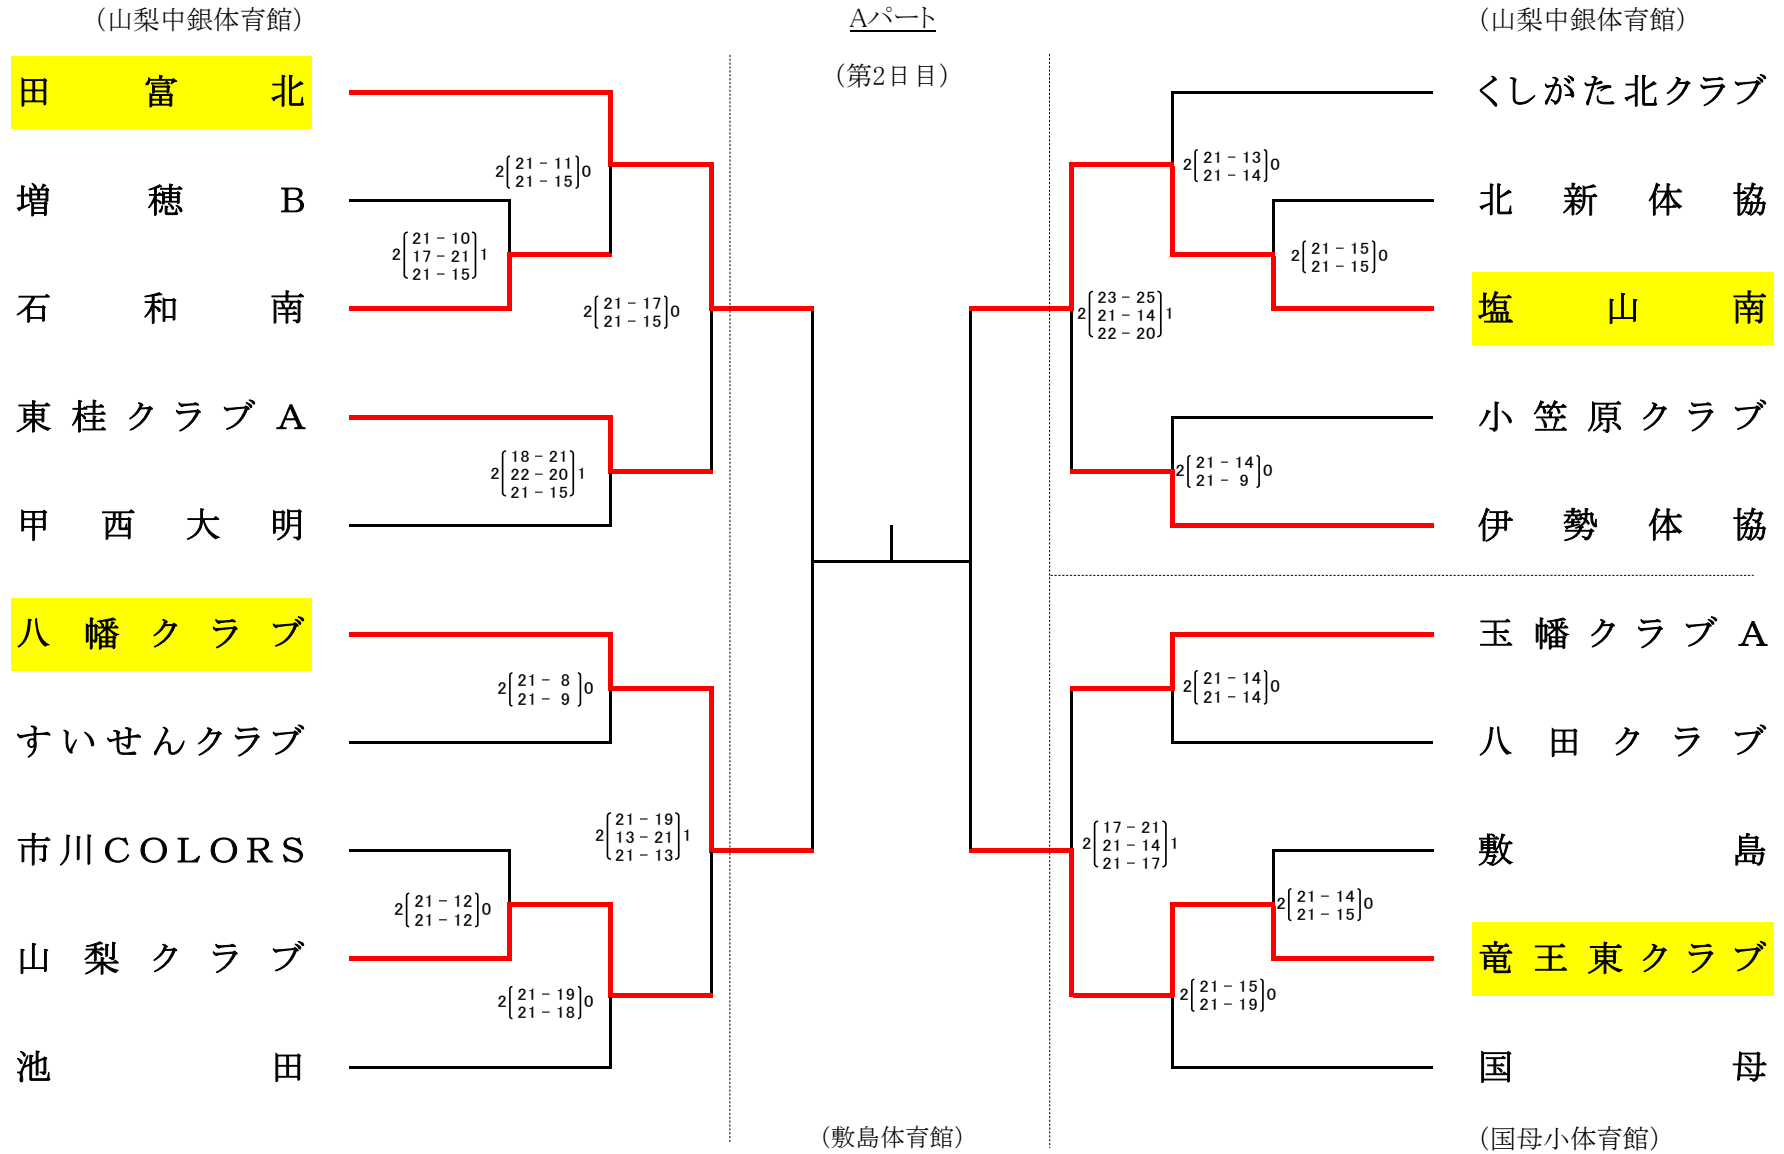 （山梨中銀体育館）
Aパート
（山梨中銀体育館）
（第2日目）
田富北
増穂B
石和南
東桂クラブA
甲西大明
八幡クラブ
すいせんクラブ
市川COLORS
山梨クラブ
池田
2 21－11 0
21－15
21－10
2 17－21 1
21－15
2 21－17 0
21－15
18－21
2 22－20 1
21－15
2 21－ 8 0
21－ 9
21－19
2 13－21 1
21－13
2 21－12 0
21－12
2 21－19 0
21－18
くしがた北クラブ
北新体協
塩山南
小笠原クラブ
伊勢体協
玉幡クラブA
八田クラブ
敷島
竜王東クラブ
国母
2 21－13 0
21－14
2 21－15 0
21－15
23－25
2 21－14 1
22－20
2 21－14 0
21－ 9
2 21－14 0
21－14
17－21
2 21－14 1
21－17
2 21－14 0
21－15
2 21－15 0
21－19
（敷島体育館）
（国母小体育館）